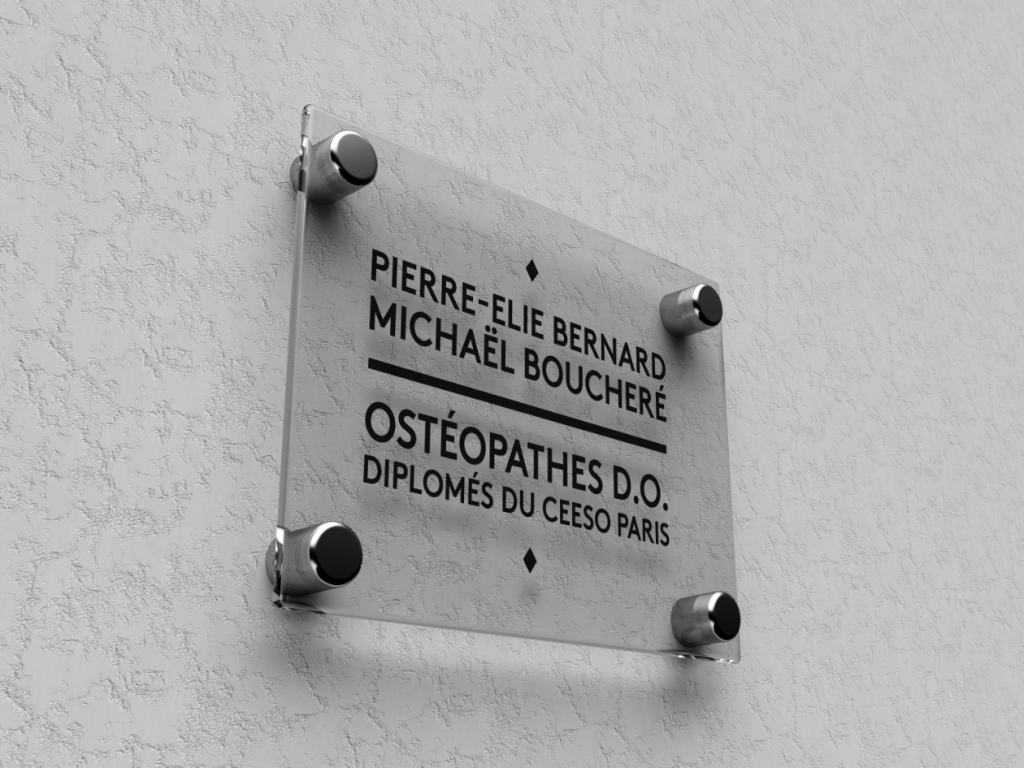 PIERRE-ELIE BERNARD
MICHAËL BOUCHERÉ
OSTÉOPATHES D.O.
DIPLOMÉS DU CEESO PARIS